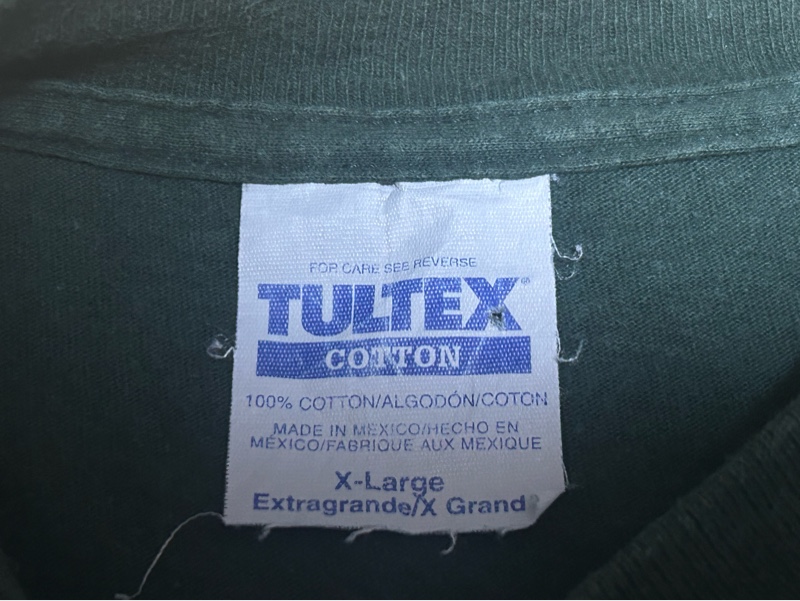 FOR CARE SEE REVERSE
TULTEX®
COTTON
100% COTTON/ALGODÓN/COTON
MADE IN MEXICO/HECHO EN
MÉXICO/FABRIQUE AUX MEXIQUE
X-Large
Extragrande/X Grand